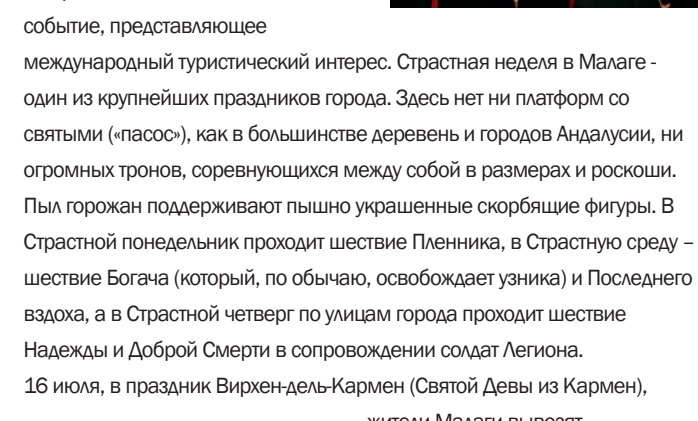 событие, представляющее
международный туристический интерес. Страстная неделя в Малаге -
один из крупнейших праздников города. Здесь нет ни платформ со
святыми («пасос»), как в большинстве деревень и городов Андалусии, ни
огромных тронов, соревнующихся между собой в размерах и роскоши.
Пыл горожан поддерживают пышно украшенные скорбящие фигуры. В
Страстной понедельник проходит шествие Пленника, в Страстную среду –
шествие Богача (который, по обычаю, освобождает узника) и Последнего
вздоха, а в Страстной четверг по улицам города проходит шествие
Надежды и Доброй Смерти в сопровождении солдат Легиона.
16 июля, в праздник Вирхен-дель-Кармен (Святой Девы из Кармен),
жители Малаги вывозят